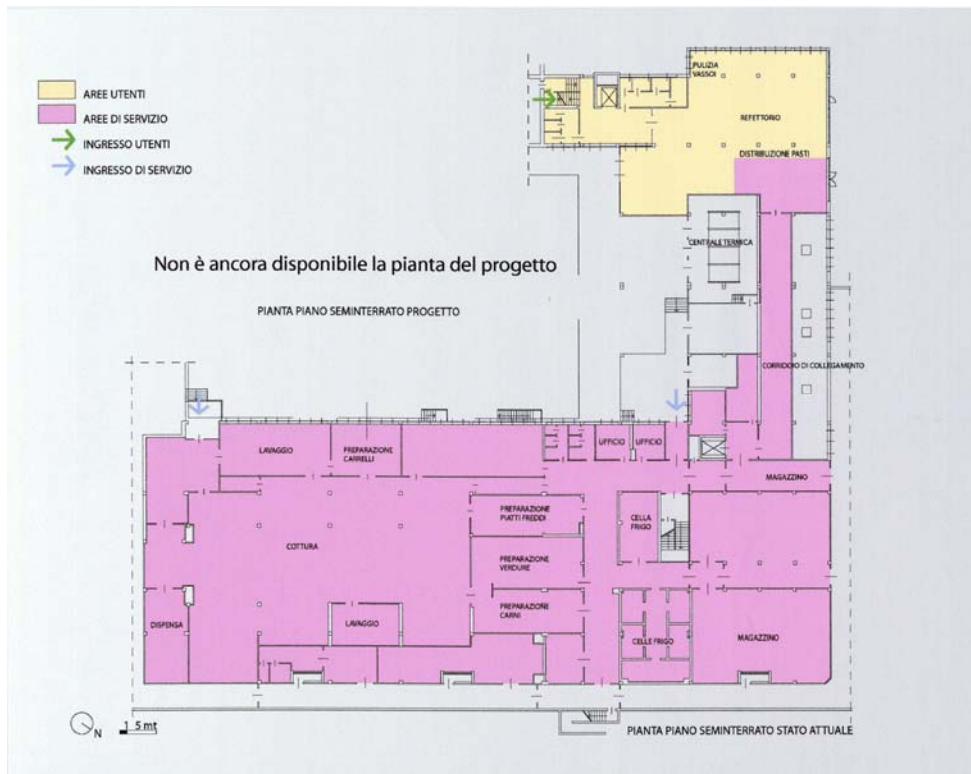 AREE UTENTI
AREE DI SERVIZIO
INGRESSO UTENTI
INGRESSO DI SERVIZIO
PULIZIA
VASSOI
REFETTORIO
DISTRIBUZIONE PASTI
CENTRALE TERMICA
Non è ancora disponibile la pianta del progetto
PIANTA PIANO SEMINTERRATO PROGETTO
CORRIDOIO DI COLLEGAMENTO
LAVAGGIO
PREPARAZIONE
CARRELLI
UFFICIO
UFFICIO
MAGAZZINO
PREPARAZIONE
PIATTI FREDDI
CELLA
FRIGO
COTTURA
PREPARAZIONE
VERDURE
PREPARAZIONE
CARNI
DISPENSA
LAVAGGIO
CELLE FRIGO
MAGAZZINO
N
5 mt
PIANTA PIANO SEMINTERRATO STATO ATTUALE